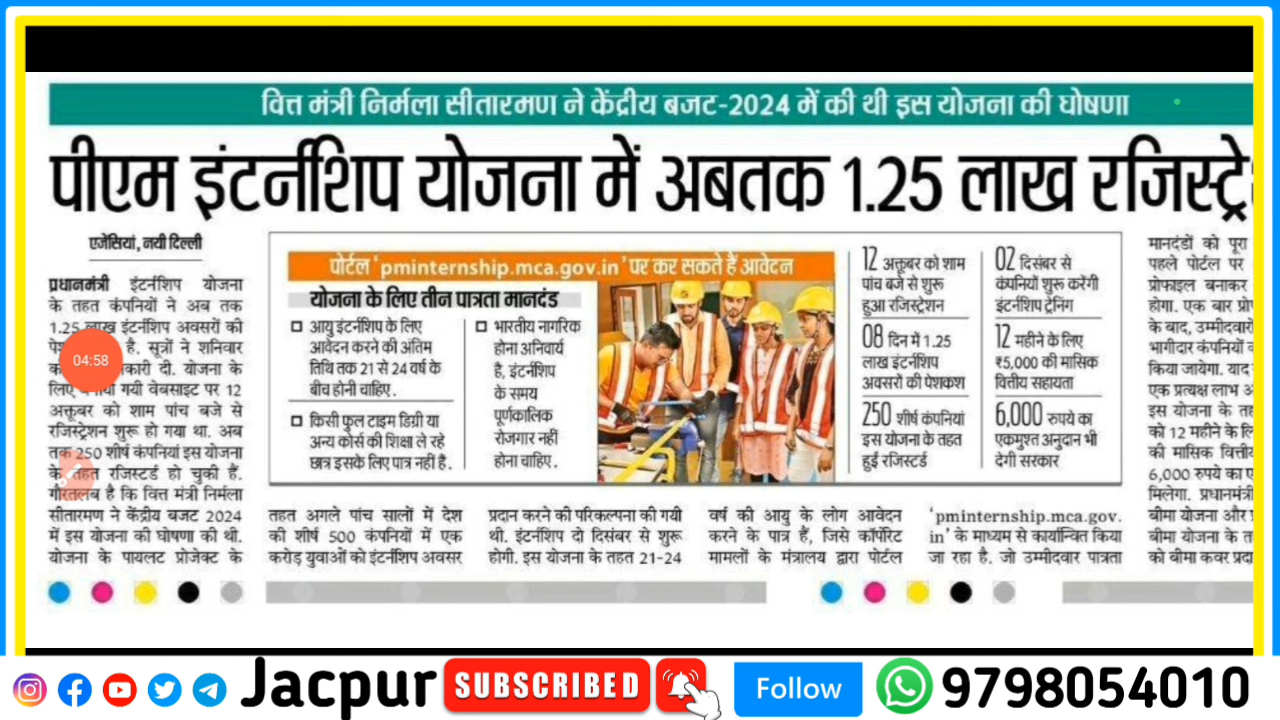 वित्त मंत्री निर्मला सीतारमण ने केंद्रीय बजट-2024 में की थी इस योजना की घोषणा
पीएम इंटर्नशिप योजना में अबतक 1.25 लाख
एजेंसियां, नयी दिल्ली
प्रधानमंत्री इंटर्नशिप योजना
के तहत कंपनियों ने अब तक
1.25 लाख इंटर्नशिप अवसरों की
है. सूत्रों ने शनिवार
दी. योजना के
लिए गयी वेबसाइट पर 12
अक्तूबर को शाम पांच बजे से
रजिस्ट्रेशन शुरू हो गया था. अब
तक 250 शीर्ष कंपनियां इस योजना
के तहत रजिस्टर्ड हो चुकी हैं.
गौरतलब है कि वित्त मंत्री निर्मला
सीतारमण ने केंद्रीय बजट 2024
में इस योजना की घोषणा की थी.
योजना के पायलट प्रोजेक्ट के
पोर्टल 'pminternship.mca.gov.in' पर कर सकते हैं आवेदन
योजना के लिए तीन पात्रता मानदंड
आयु इंटर्नशिप के लिए
आवेदन करने की अंतिम
तिथि तक 21 से 24 वर्ष के
बीच होनी चाहिए.
किसी फुल टाइम डिग्री या
अन्य कोर्स की शिक्षा ले रहे
छात्र इसके लिए पात्र नहीं है.
भारतीय नागरिक
होना अनिवार्य
है, इंटर्नशिप
के समय
पूर्णकालिक
रोजगार नहीं
होना चाहिए.
12 अक्तूबर को शाम
पांच बजे से शुरू
हुआ रजिस्ट्रेशन
08 दिन में 1.25
लाख इंटर्नशिप
अवसरों की पेशकश
250 शीर्ष कंपनियां
इस योजना के तहत
हुईं रजिस्टर्ड
02 दिसंबर से
कंपनियों शुरू करेंगी
इंटर्नशिप ट्रेनिंग
12 महीने के लिए
₹5,000 की मासिक
वित्तीय सहायता
6,000 रुपये का
एकमुश्त अनुदान भी
देगी सरकार
तहत अगले पांच सालों में देश
की शीर्ष 500 कंपनियों में एक
करोड़ युवाओं को इंटर्नशिप अवसर
प्रदान करने की परिकल्पना की गयी
थी. इंटर्नशिप दो दिसंबर से शुरू
होगी. इस योजना के तहत 21-24
वर्ष की आयु के लोग आवेदन
करने के पात्र हैं, जिसे कॉर्पोरेट
मामलों के मंत्रालय द्वारा पोर्टल
'pminternship.mca.gov.
in' के माध्यम से कार्यान्वित किया
जा रहा है. जो उम्मीदवार पात्रता
मानदंडों को पूरा
पहले पोर्टल पर
प्रोफाइल बनाकर
होगा. एक बार
के बाद,
भागीदार कंपनियों
किया जायेगा. याद
एक प्रत्यक्ष लाभ
इस योजना के
को 12 महीने के
की मासिक
6,000 रुपये का
मिलेगा.
बीमा योजना और
बीमा योजना के
को बीमा कवर
04:58
Jacpur
SUBSCRIBED
Follow
9798054010